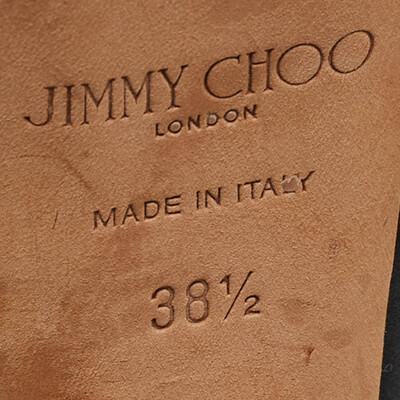 JIMMY CHOO
LONDON
MADE IN ITALY
38½